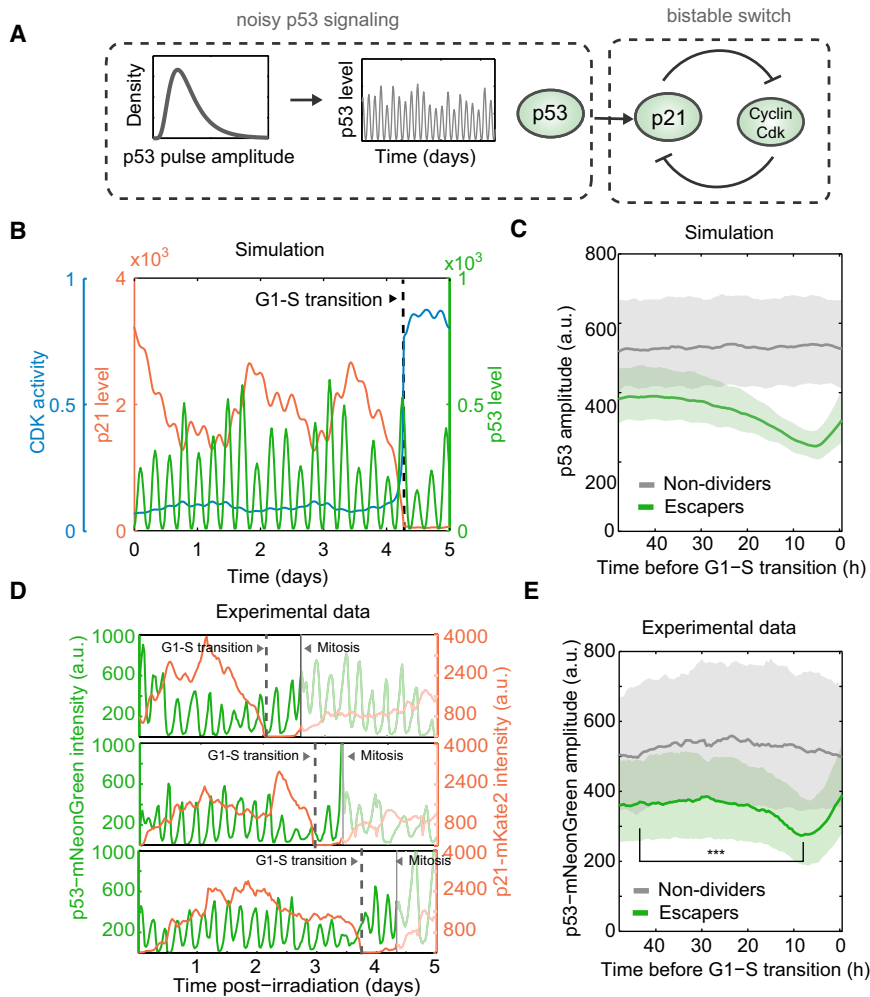 noisy p53 signaling
bistable switch
A
Density
p53 pulse amplitude
p53 level
Time (days)
p53
p21
Cyclin
Cdk
B
Simulation
x10³
x10³
1
4
1
G1-S transition
CDK activity
0.5
p21 level
2
0.5
p53 level
0
0
0
0 1 2 3 4 5
Time (days)
C
Simulation
800
600
400
200
0
p53 amplitude (a.u.)
Non-dividers
Escapers
40 30 20 10 0
Time before G1−S transition (h)
D
Experimental data
p53−mNeonGreen intensity (a.u.)
p21-mKate2 intensity (a.u.)
1000
600
200
G1-S transition
Mitosis
4000
2400
800
1000
600
200
G1-S transition
Mitosis
4000
2400
800
1000
600
200
G1-S transition
Mitosis
4000
2400
800
1 2 3 4 5
Time post−irradiation (days)
E
Experimental data
800
700
600
500
400
300
200
100
0
p53−mNeonGreen amplitude (a.u.)
***
Non-dividers
Escapers
40 30 20 10 0
Time before G1−S transition (h)